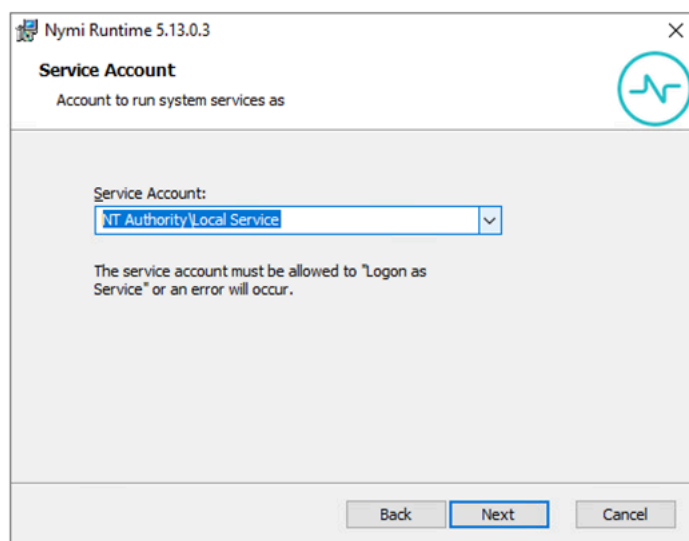 Nymi Runtime 5.13.0.3
Service Account
Account to run system services as
Service Account:
NT Authority\Local Service
The service account must be allowed to "Logon as
Service" or an error will occur.
Back
Next
Cancel